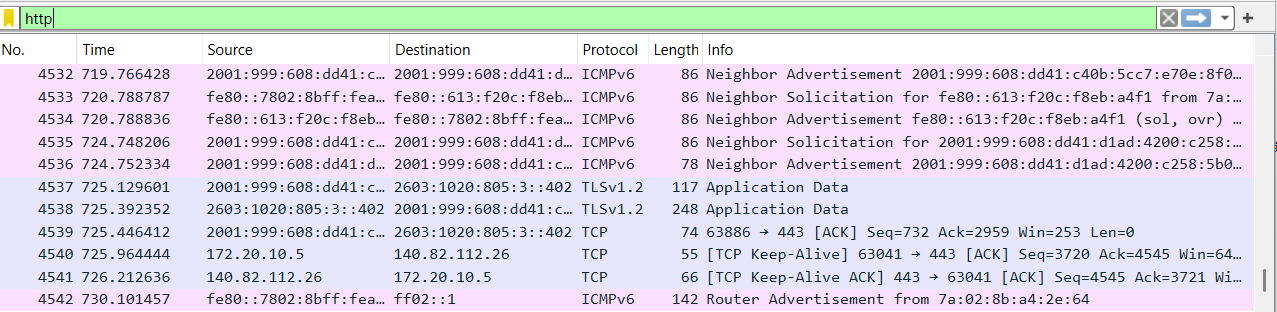 http
No. Time Source Destination Protocol Length Info
4532 719.766428 2001:999:608:dd41:c… 2001:999:608:dd41:d… ICMPv6 86 Neighbor Advertisement 2001:999:608:dd41:c40b:5cc7:e70e:8f0…
4533 720.788787 fe80::7802:8bff:fea… fe80::613:f20c:f8eb… ICMPv6 86 Neighbor Solicitation for fe80::613:f20c:f8eb:a4f1 from 7a:…
4534 720.788836 fe80::613:f20c:f8eb… fe80::7802:8bff:fea… ICMPv6 86 Neighbor Advertisement fe80::613:f20c:f8eb:a4f1 (sol, ovr) …
4535 724.748206 2001:999:608:dd41:c… 2001:999:608:dd41:d… ICMPv6 86 Neighbor Solicitation for 2001:999:608:dd41:d1ad:4200:c258:…
4536 724.752334 2001:999:608:dd41:d… 2001:999:608:dd41:c… ICMPv6 78 Neighbor Advertisement 2001:999:608:dd41:d1ad:4200:c258:5b0…
4537 725.129601 2001:999:608:dd41:c… 2603:1020:805:3::402 TLSv1.2 117 Application Data
4538 725.392352 2603:1020:805:3::402 2001:999:608:dd41:c… TLSv1.2 248 Application Data
4539 725.446412 2001:999:608:dd41:c… 2603:1020:805:3::402 TCP 74 63886 → 443 [ACK] Seq=732 Ack=2959 Win=253 Len=0
4540 725.964444 172.20.10.5 140.82.112.26 TCP 55 [TCP Keep-Alive] 63041 → 443 [ACK] Seq=3720 Ack=4545 Win=64…
4541 726.212636 140.82.112.26 172.20.10.5 TCP 66 [TCP Keep-Alive ACK] 443 → 63041 [ACK] Seq=4545 Ack=3721 Wi…
4542 730.101457 fe80::7802:8bff:fea… ff02::1 ICMPv6 142 Router Advertisement from 7a:02:8b:a4:2e:64